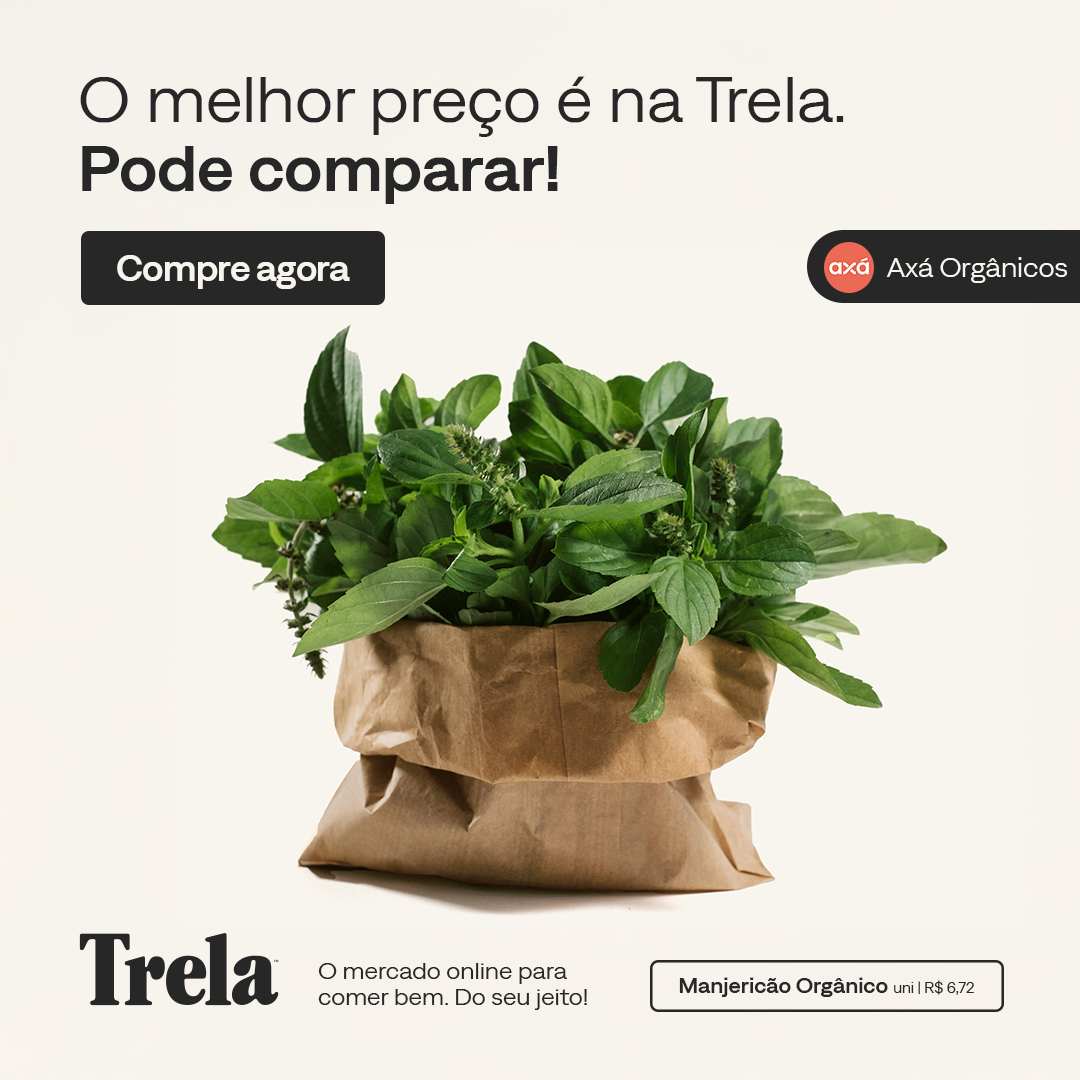 O melhor preço é na Trela.
Pode comparar!
Compre agora
axá Axá Orgânicos
Trela™
O mercado online para
comer bem. Do seu jeito!
Manjericão Orgânico uni | R$ 6,72